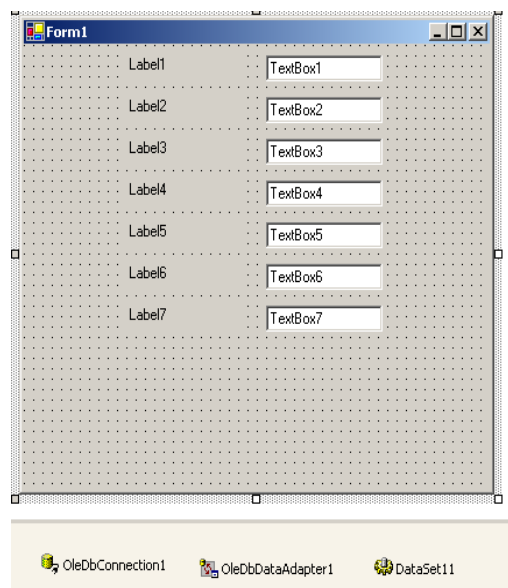 Form1
Label1 TextBox1
Label2 TextBox2
Label3 TextBox3
Label4 TextBox4
Label5 TextBox5
Label6 TextBox6
Label7 TextBox7
OleDbConnection1 OleDbDataAdapter1 DataSet11